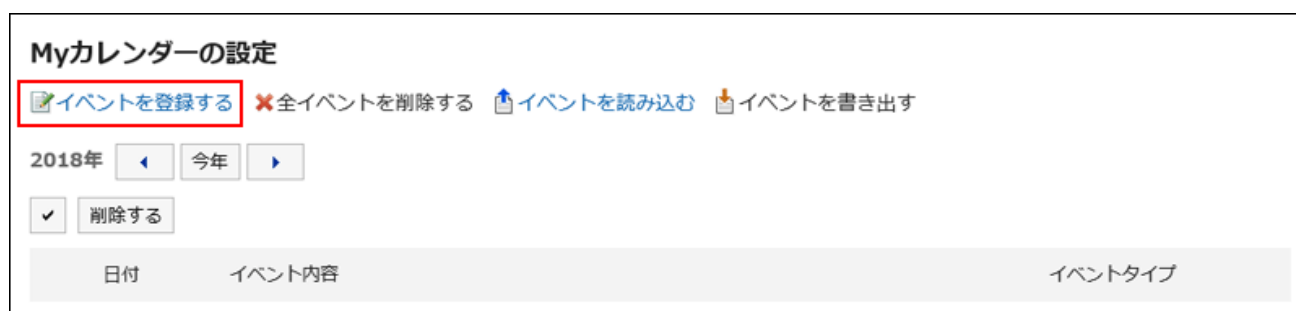 Myカレンダーの設定
イベントを登録する 全イベントを削除する イベントを読み込む イベントを書き出す
2018年 今年
削除する
日付 イベント内容 イベントタイプ